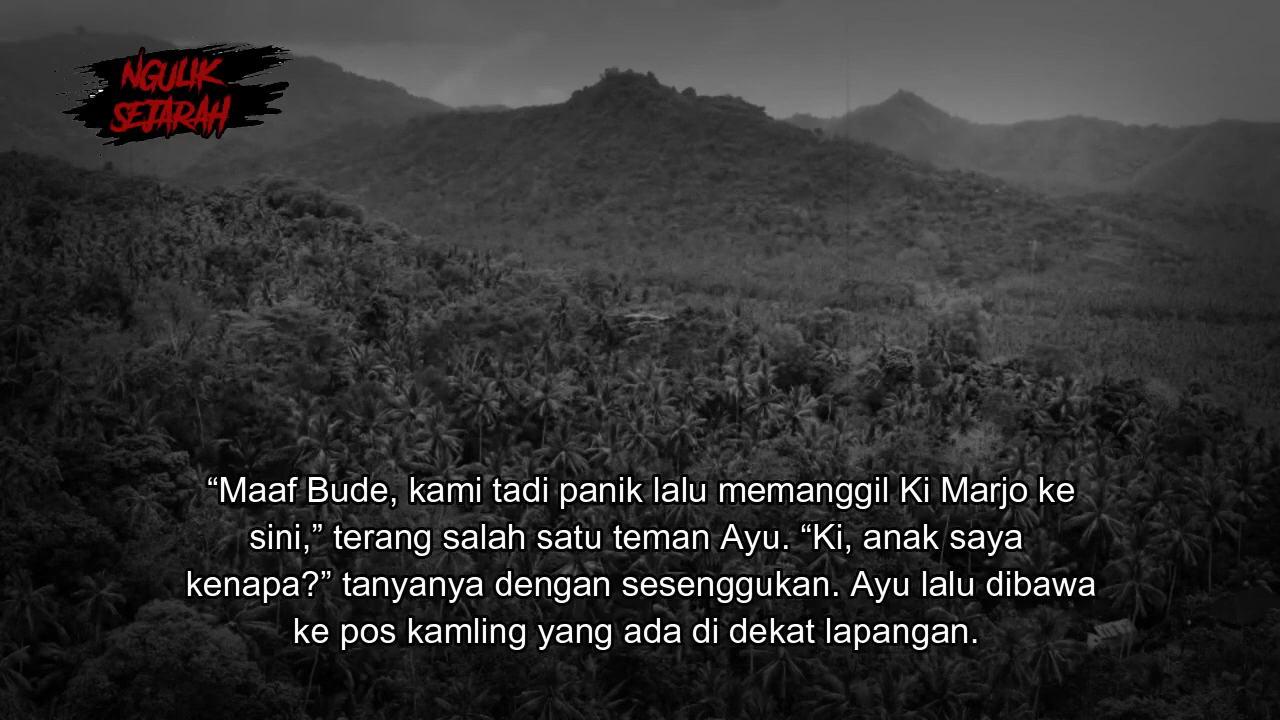 NGULIK
SEJARAH
“Maaf Bude, kami tadi panik lalu memanggil Ki Marjo ke
sini,” terang salah satu teman Ayu. “Ki, anak saya
kenapa?” tanyanya dengan sesenggukan. Ayu lalu dibawa
ke pos kamling yang ada di dekat lapangan.